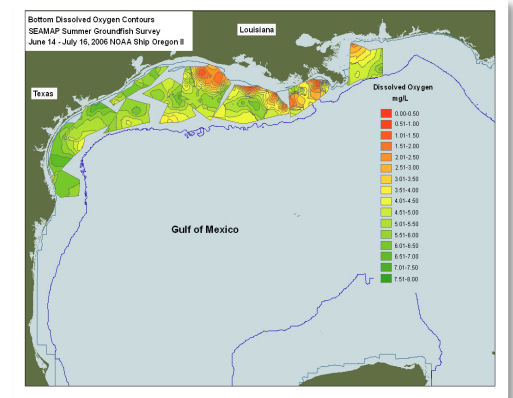 Bottom Dissolved Oxygen Contours
SEAMAP Summer Groundfish Survey
June 14 - July 16, 2006 NOAA Ship Oregon II
Louisiana
Texas
Dissolved Oxygen
mg/L
0.00-0.50
0.51-1.00
1.01-1.50
1.51-2.00
2.01-2.50
2.51-3.00
3.01-3.50
3.51-4.00
4.01-4.50
4.51-5.00
5.01-5.50
5.51-6.00
6.01-6.50
6.51-7.00
7.01-7.50
7.51-8.00
Gulf of Mexico